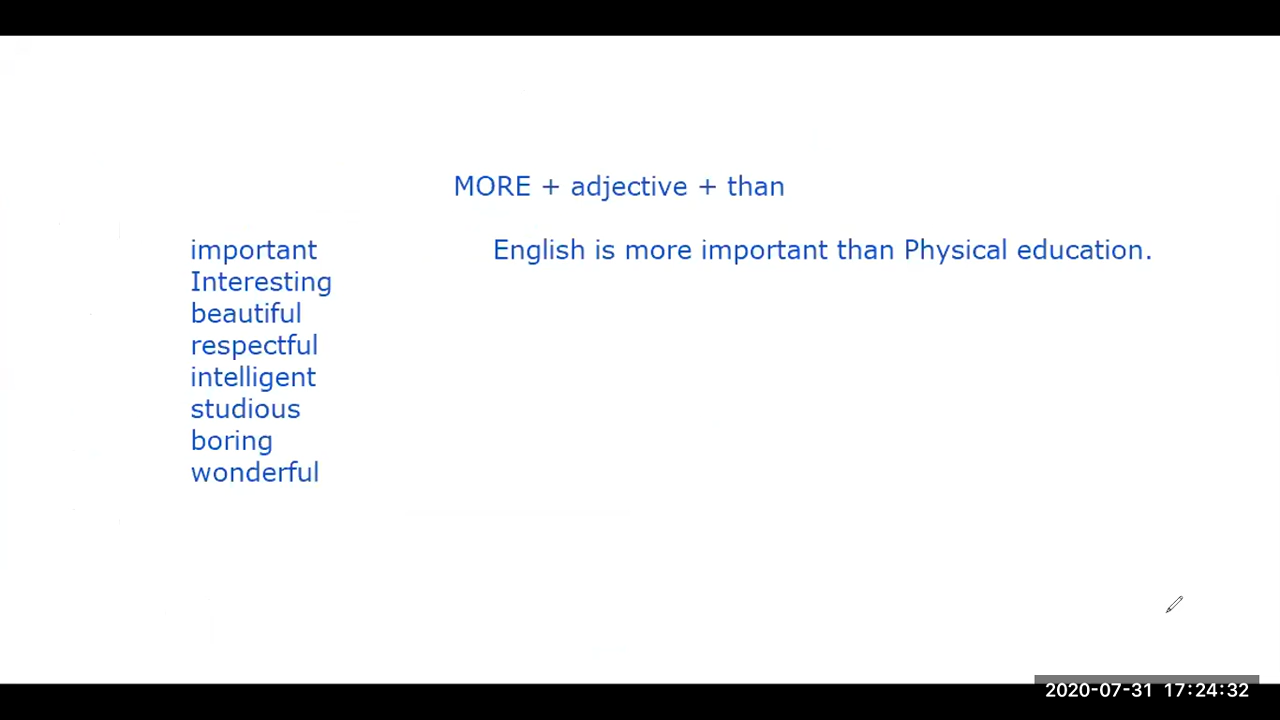 MORE + adjective + than
important English is more important than Physical education.
Interesting
beautiful
respectful
intelligent
studious
boring
wonderful
2020-07-31 17:24:32